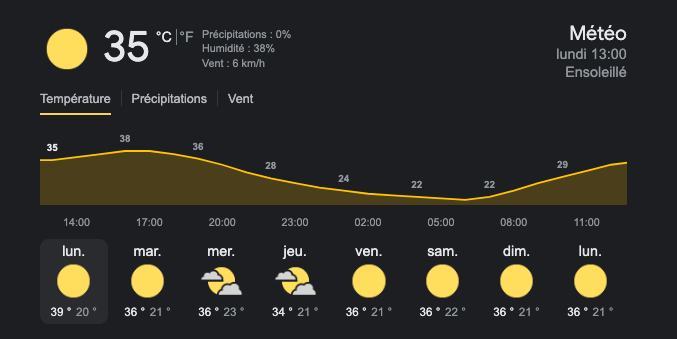 35 °C | °F
Précipitations : 0%
Humidité : 38%
Vent : 6 km/h
Météo
lundi 13:00
Ensoleillé
Température | Précipitations | Vent
35 38 36 28 24 22 22 29
14:00 17:00 20:00 23:00 02:00 05:00 08:00 11:00
lun. mar. mer. jeu. ven. sam. dim. lun.
39 ° 20 ° 36 ° 21 ° 36 ° 23 ° 34 ° 21 ° 36 ° 21 ° 36 ° 22 ° 36 ° 21 ° 36 ° 21 °